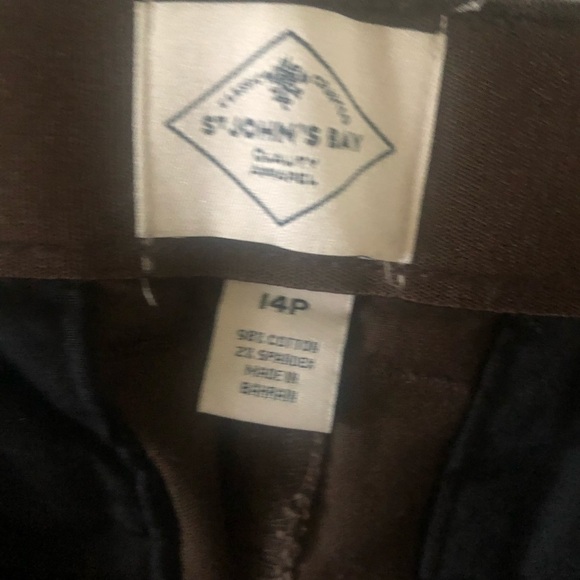 ST JOHN'S BAY
QUALITY
APPAREL
14P
98% COTTON
2% SPANDEX
MADE IN
BAHRAIN